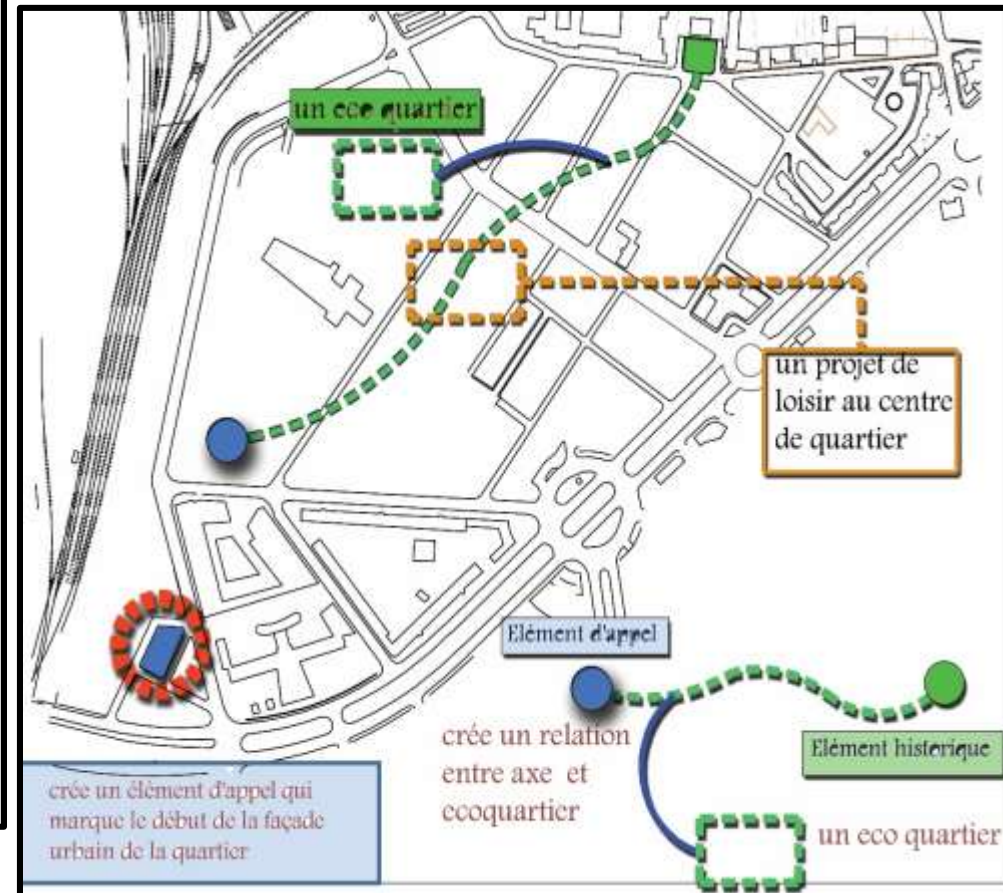 un eco quartier
un projet de
loisir au centre
de quartier
Elément d'appel
crée un relation
entre axe et
ecoquartier
Elément historique
un eco quartier
crée un élément d'appel qui
marque le début de la façade
urbain de la quartier